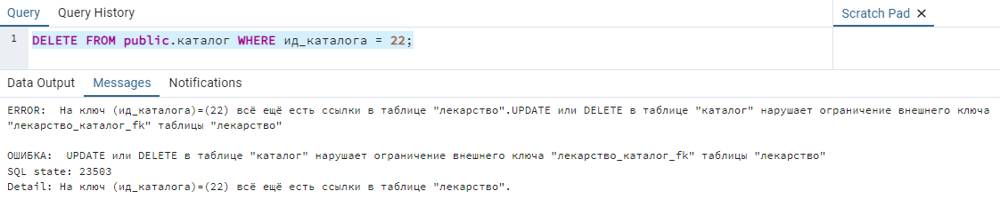 Query Query History Scratch Pad ✕
1 DELETE FROM public.каталог WHERE ид_каталога = 22;
Data Output Messages Notifications
ERROR:  На ключ (ид_каталога)=(22) всё ещё есть ссылки в таблице "лекарство".UPDATE или DELETE в таблице "каталог" нарушает ограничение внешнего ключа
"лекарство_каталог_fk" таблицы "лекарство"
ОШИБКА:  UPDATE или DELETE в таблице "каталог" нарушает ограничение внешнего ключа "лекарство_каталог_fk" таблицы "лекарство"
SQL state: 23503
Detail: На ключ (ид_каталога)=(22) всё ещё есть ссылки в таблице "лекарство".